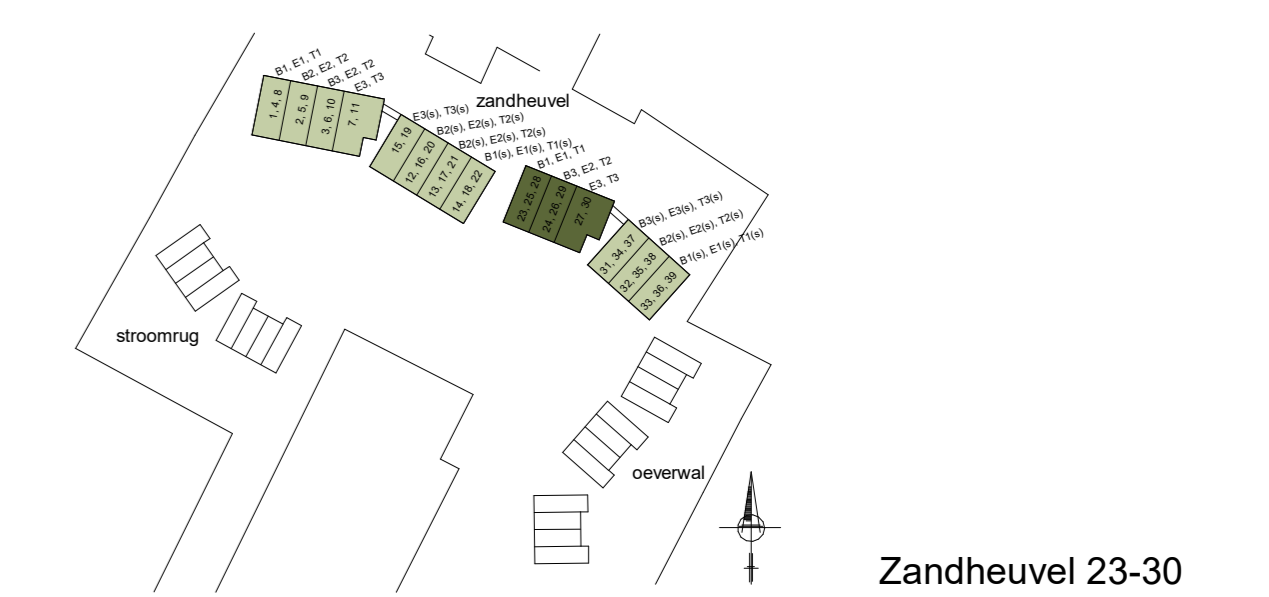 B1, E1, T1
B2, E2, T2
B3, E2, T2
E3, T3
1, 4, 8
2, 5, 9
3, 6, 10
7, 11
zandheuvel
E3(s), T3(s)
B2(s), E2(s), T2(s)
B2(s), E2(s), T2(s)
B1(s), E1(s), T1(s)
15, 19
12, 16, 20
13, 17, 21
14, 18, 22
B1, E1, T1
B3, E2, T2
E3, T3
23, 25, 28
24, 26, 29
27, 30
B3(s), E3(s), T3(s)
B2(s), E2(s), T2(s)
B1(s), E1(s), T1(s)
31, 34, 37
32, 35, 38
33, 36, 39
stroomrug
oeverwal
Zandheuvel 23-30